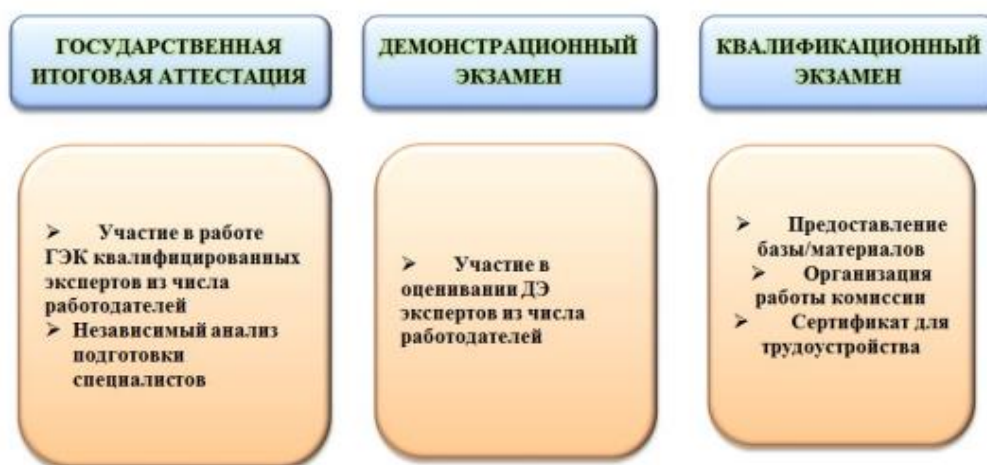 ГОСУДАРСТВЕННАЯ
ИТОГОВАЯ АТТЕСТАЦИЯ
➢ Участие в работе
ГЭК квалифицированных
экспертов из числа
работодателей
➢ Независимый анализ
подготовки
специалистов
ДЕМОНСТРАЦИОННЫЙ
ЭКЗАМЕН
➢ Участие в
оценивании ДЭ
экспертов из числа
работодателей
КВАЛИФИКАЦИОННЫЙ
ЭКЗАМЕН
➢ Предоставление
базы/материалов
➢ Организация
работы комиссии
➢ Сертификат для
трудоустройства